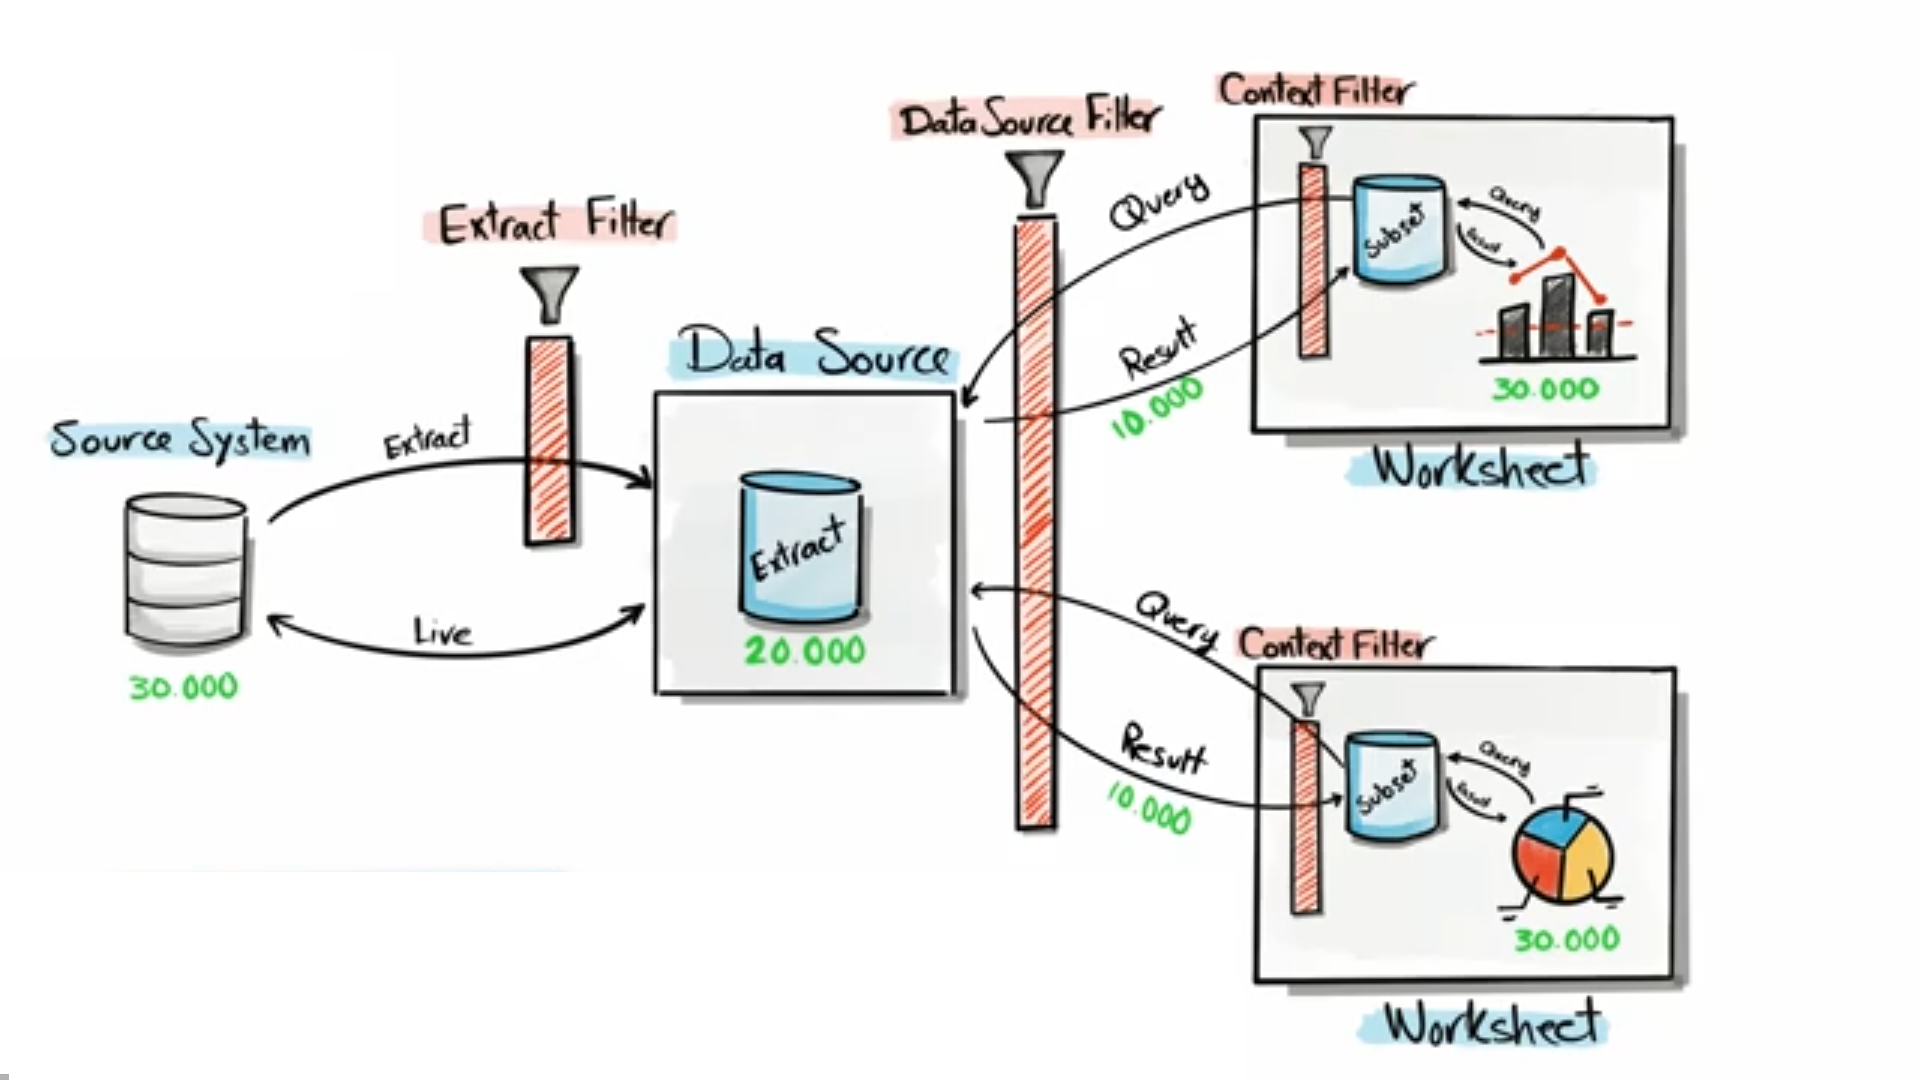 Source System
30.000
Extract
Live
Extract Filter
Data Source
Extract
20.000
Data Source Filter
Query
Result
10.000
Query
Result
10.000
Context Filter
Subset
Query
Result
30.000
Worksheet
Context Filter
Subset
Query
Result
30.000
Worksheet